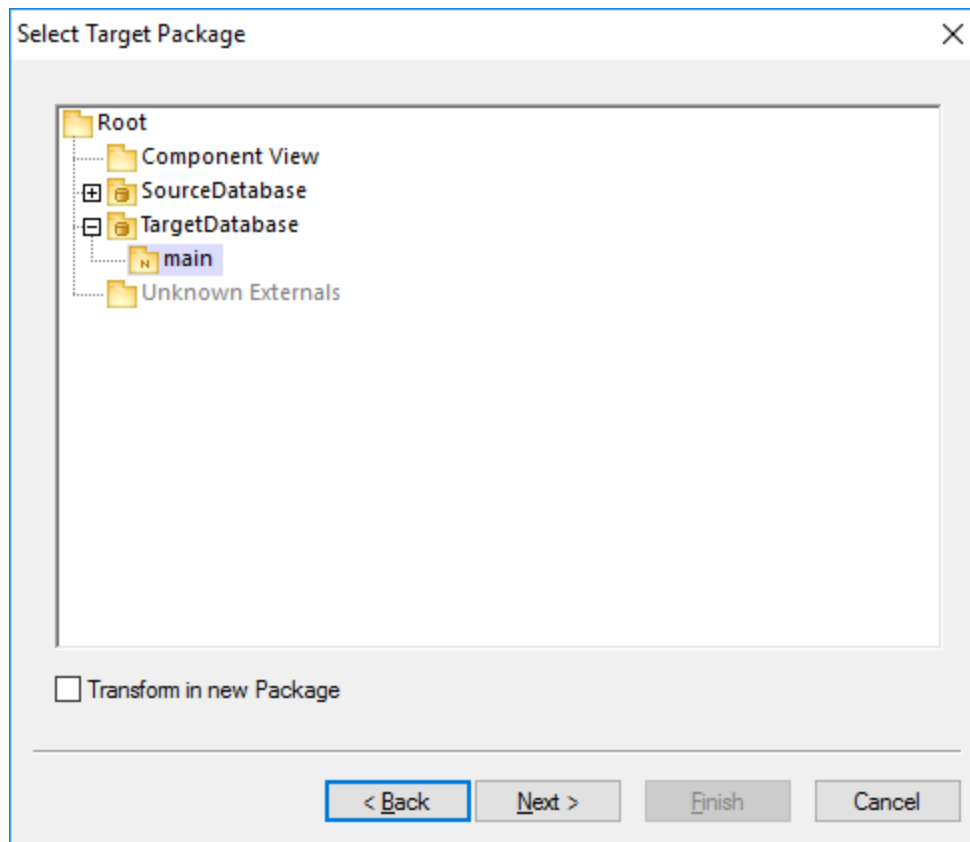 Select Target Package
Root
Component View
SourceDatabase
TargetDatabase
N main
Unknown Externals
Transform in new Package
< Back Next > Finish Cancel